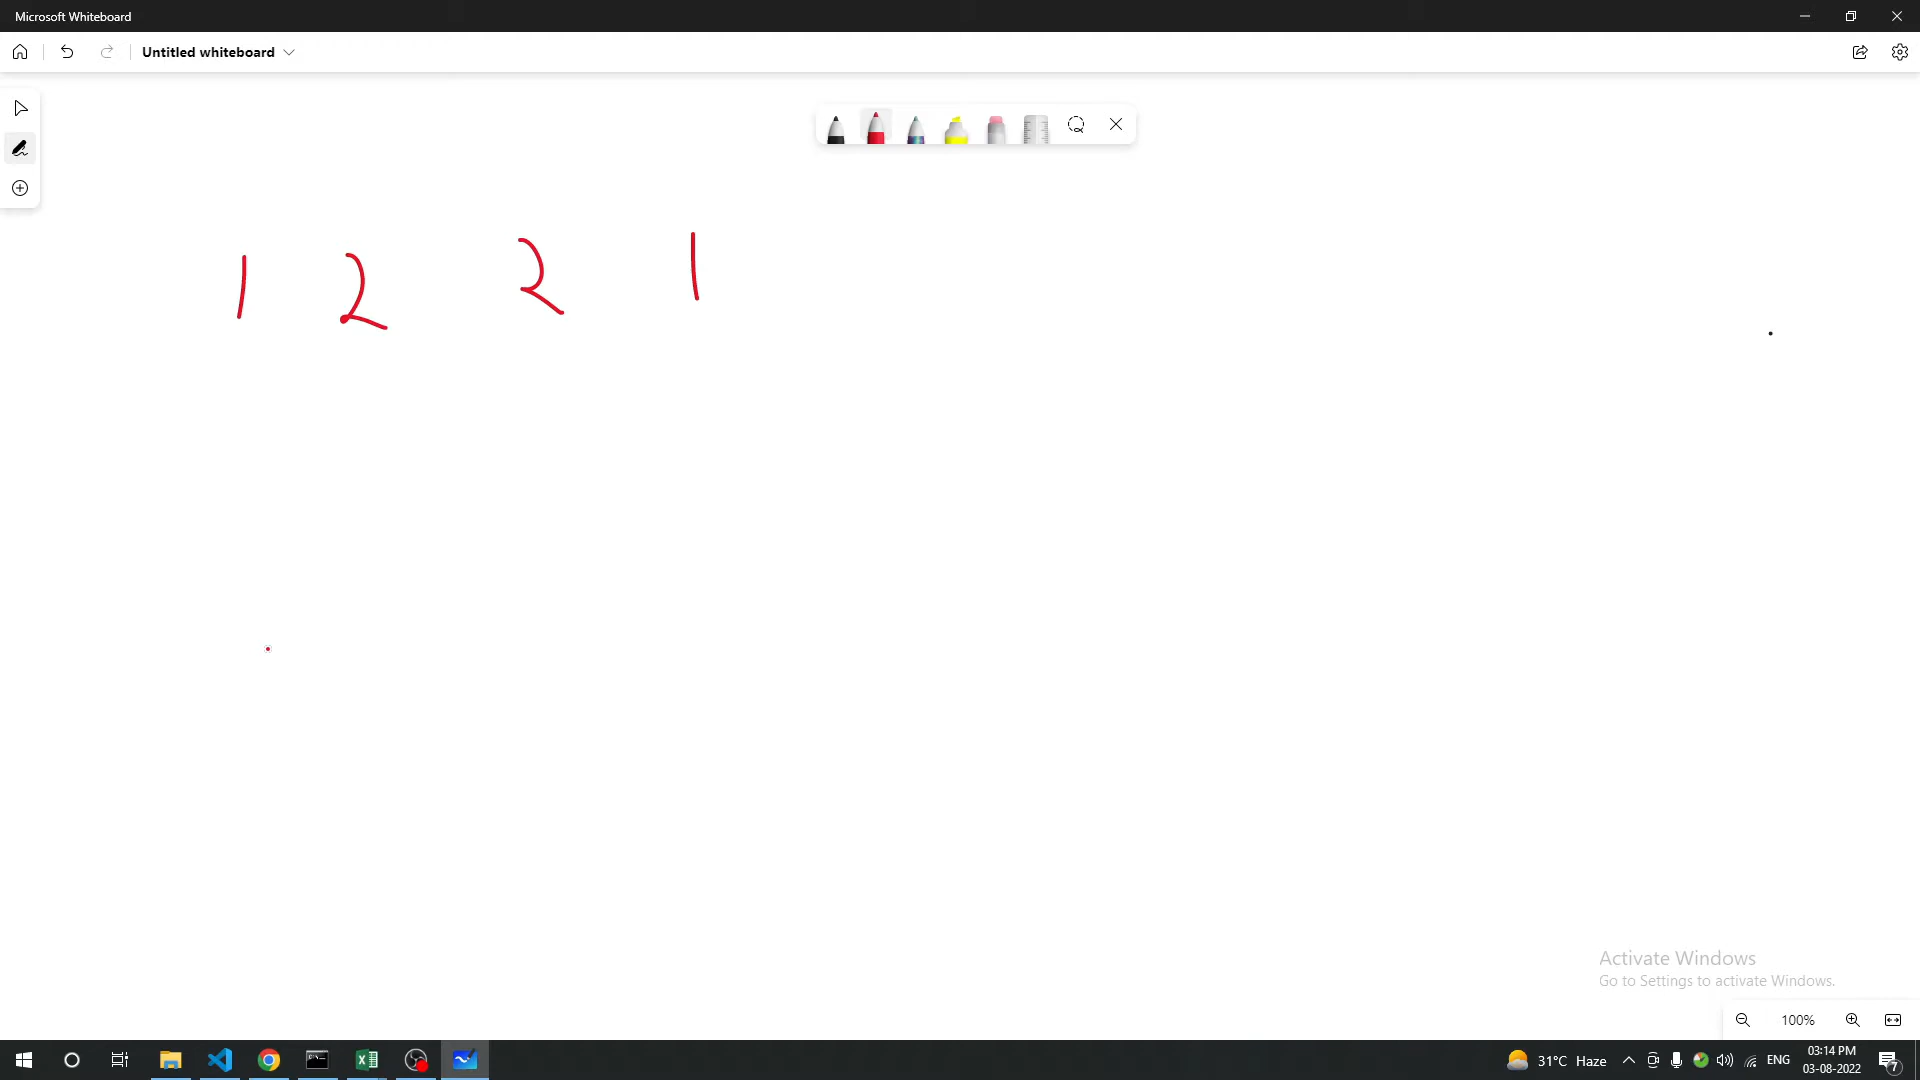 Microsoft Whiteboard
Untitled whiteboard
1 2 2 1
Activate Windows
Go to Settings to activate Windows.
100%
31°C Haze ENG 03:14 PM
03-08-2022 7